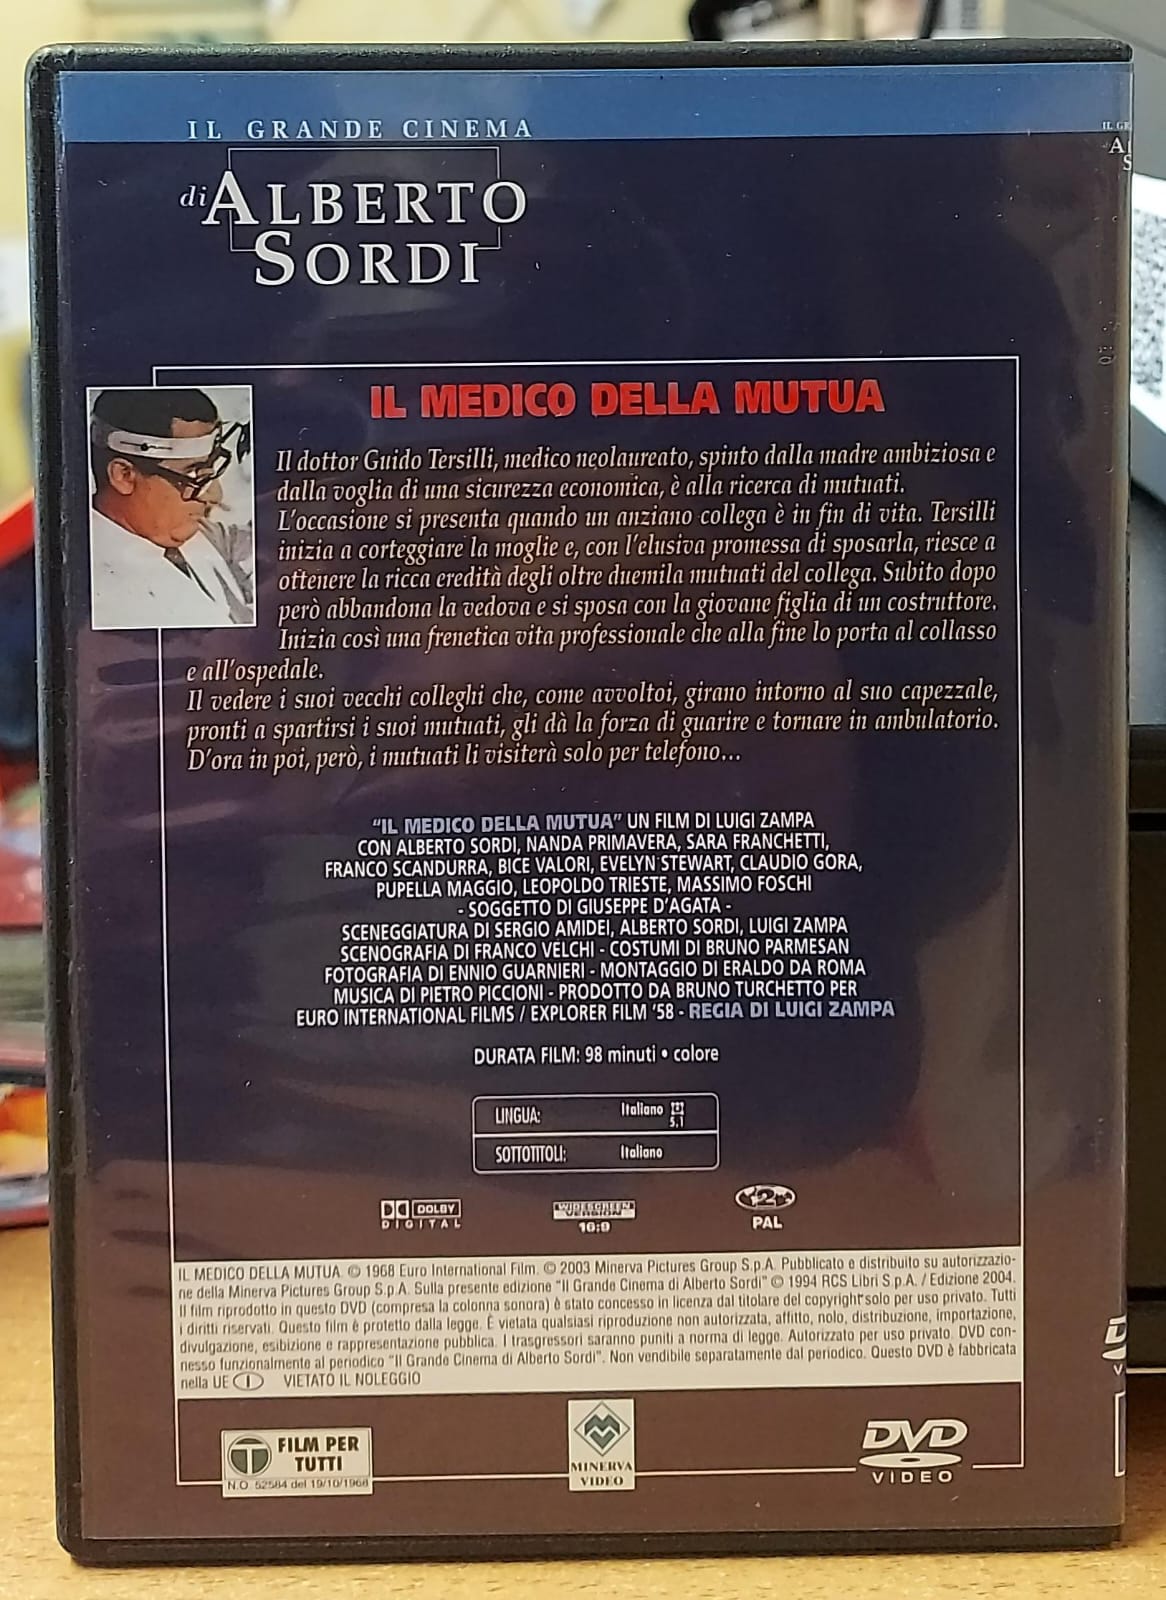 IL GRANDE CINEMA
di ALBERTO
SORDI
IL MEDICO DELLA MUTUA
Il dottor Guido Tersilli, medico neolaureato, spinto dalla madre ambiziosa e
dalla voglia di una sicurezza economica, è alla ricerca di mutuati.
L'occasione si presenta quando un anziano collega è in fin di vita. Tersilli
inizia a corteggiare la moglie e, con l'elusiva promessa di sposarla, riesce a
ottenere la ricca eredità degli oltre duemila mutuati del collega. Subito dopo
però abbandona la vedova e si sposa con la giovane figlia di un costruttore.
Inizia così una frenetica vita professionale che alla fine lo porta al collasso
e all'ospedale.
Il vedere i suoi vecchi colleghi che, come avvoltoi, girano intorno al suo capezzale,
pronti a spartirsi i suoi mutuati, gli dà la forza di guarire e tornare in ambulatorio.
D'ora in poi, però, i mutuati li visiterà solo per telefono...
"IL MEDICO DELLA MUTUA" UN FILM DI LUIGI ZAMPA
CON ALBERTO SORDI, NANDA PRIMAVERA, SARA FRANCHETTI,
FRANCO SCANDURRA, BICE VALORI, EVELYN STEWART, CLAUDIO GORA,
PUPELLA MAGGIO, LEOPOLDO TRIESTE, MASSIMO FOSCHI
- SOGGETTO DI GIUSEPPE D'AGATA -
SCENEGGIATURA DI SERGIO AMIDEI, ALBERTO SORDI, LUIGI ZAMPA
SCENOGRAFIA DI FRANCO VELCHI - COSTUMI DI BRUNO PARMESAN
FOTOGRAFIA DI ENNIO GUARNIERI - MONTAGGIO DI ERALDO DA ROMA
MUSICA DI PIETRO PICCIONI - PRODOTTO DA BRUNO TURCHETTO PER
EURO INTERNATIONAL FILMS / EXPLORER FILM '58 - REGIA DI LUIGI ZAMPA
DURATA FILM: 98 minuti • colore
LINGUA: Italiano 5.1
SOTTOTITOLI: Italiano
DOLBY
DIGITAL
WIDESCREEN
VERSION
16:9
2
PAL
IL MEDICO DELLA MUTUA. © 1968 Euro International Film. © 2003 Minerva Pictures Group S.p.A. Pubblicato e distribuito su autorizzazio-
ne della Minerva Pictures Group S.p.A. Sulla presente edizione "Il Grande Cinema di Alberto Sordi" © 1994 RCS Libri S.p.A. / Edizione 2004.
Il film riprodotto in questo DVD (compresa la colonna sonora) è stato concesso in licenza dal titolare del copyright solo per uso privato. Tutti
i diritti riservati. Questo film è protetto dalla legge. È vietata qualsiasi riproduzione non autorizzata, affitto, nolo, distribuzione, importazione,
divulgazione, esibizione e rappresentazione pubblica. I trasgressori saranno puniti a norma di legge. Autorizzato per uso privato. DVD con-
nesso funzionalmente al periodico "Il Grande Cinema di Alberto Sordi". Non vendibile separatamente dal periodico. Questo DVD è fabbricata
nella UE I VIETATO IL NOLEGGIO
T FILM PER
TUTTI
N.O. 52584 del 19/10/1968
MINERVA
VIDEO
DVD
VIDEO